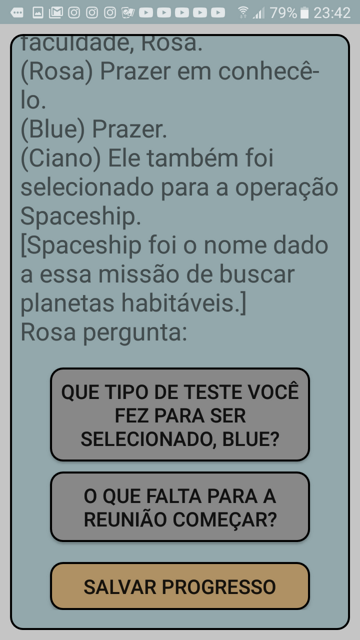 79% 23:42
faculdade, Rosa.
(Rosa) Prazer em conhecê-
lo.
(Blue) Prazer.
(Ciano) Ele também foi
selecionado para a operação
Spaceship.
[Spaceship foi o nome dado
a essa missão de buscar
planetas habitáveis.]
Rosa pergunta:
QUE TIPO DE TESTE VOCÊ
FEZ PARA SER
SELECIONADO, BLUE?
O QUE FALTA PARA A
REUNIÃO COMEÇAR?
SALVAR PROGRESSO